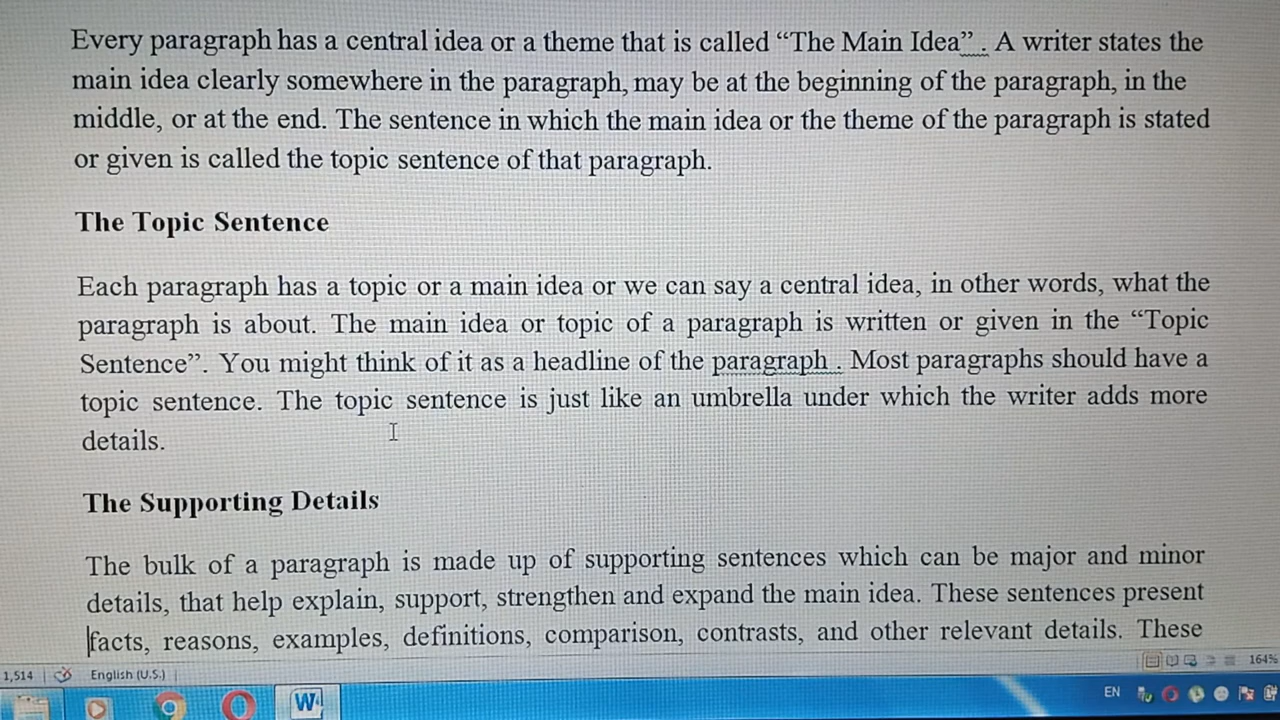 Every paragraph has a central idea or a theme that is called “The Main Idea” . A writer states the
main idea clearly somewhere in the paragraph, may be at the beginning of the paragraph, in the
middle, or at the end. The sentence in which the main idea or the theme of the paragraph is stated
or given is called the topic sentence of that paragraph.
The Topic Sentence
Each paragraph has a topic or a main idea or we can say a central idea, in other words, what the
paragraph is about. The main idea or topic of a paragraph is written or given in the “Topic
Sentence”. You might think of it as a headline of the paragraph . Most paragraphs should have a
topic sentence. The topic sentence is just like an umbrella under which the writer adds more
details.
The Supporting Details
The bulk of a paragraph is made up of supporting sentences which can be major and minor
details, that help explain, support, strengthen and expand the main idea. These sentences present
facts, reasons, examples, definitions, comparison, contrasts, and other relevant details. These
1,514 English (U.S.) 164%
W EN